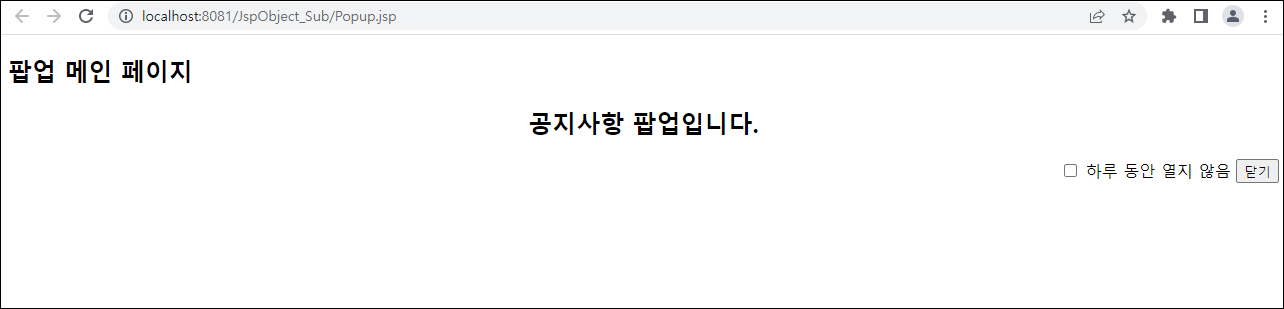 localhost:8081/JspObject_Sub/Popup.jsp
팝업 메인 페이지
공지사항 팝업입니다.
하루 동안 열지 않음 닫기